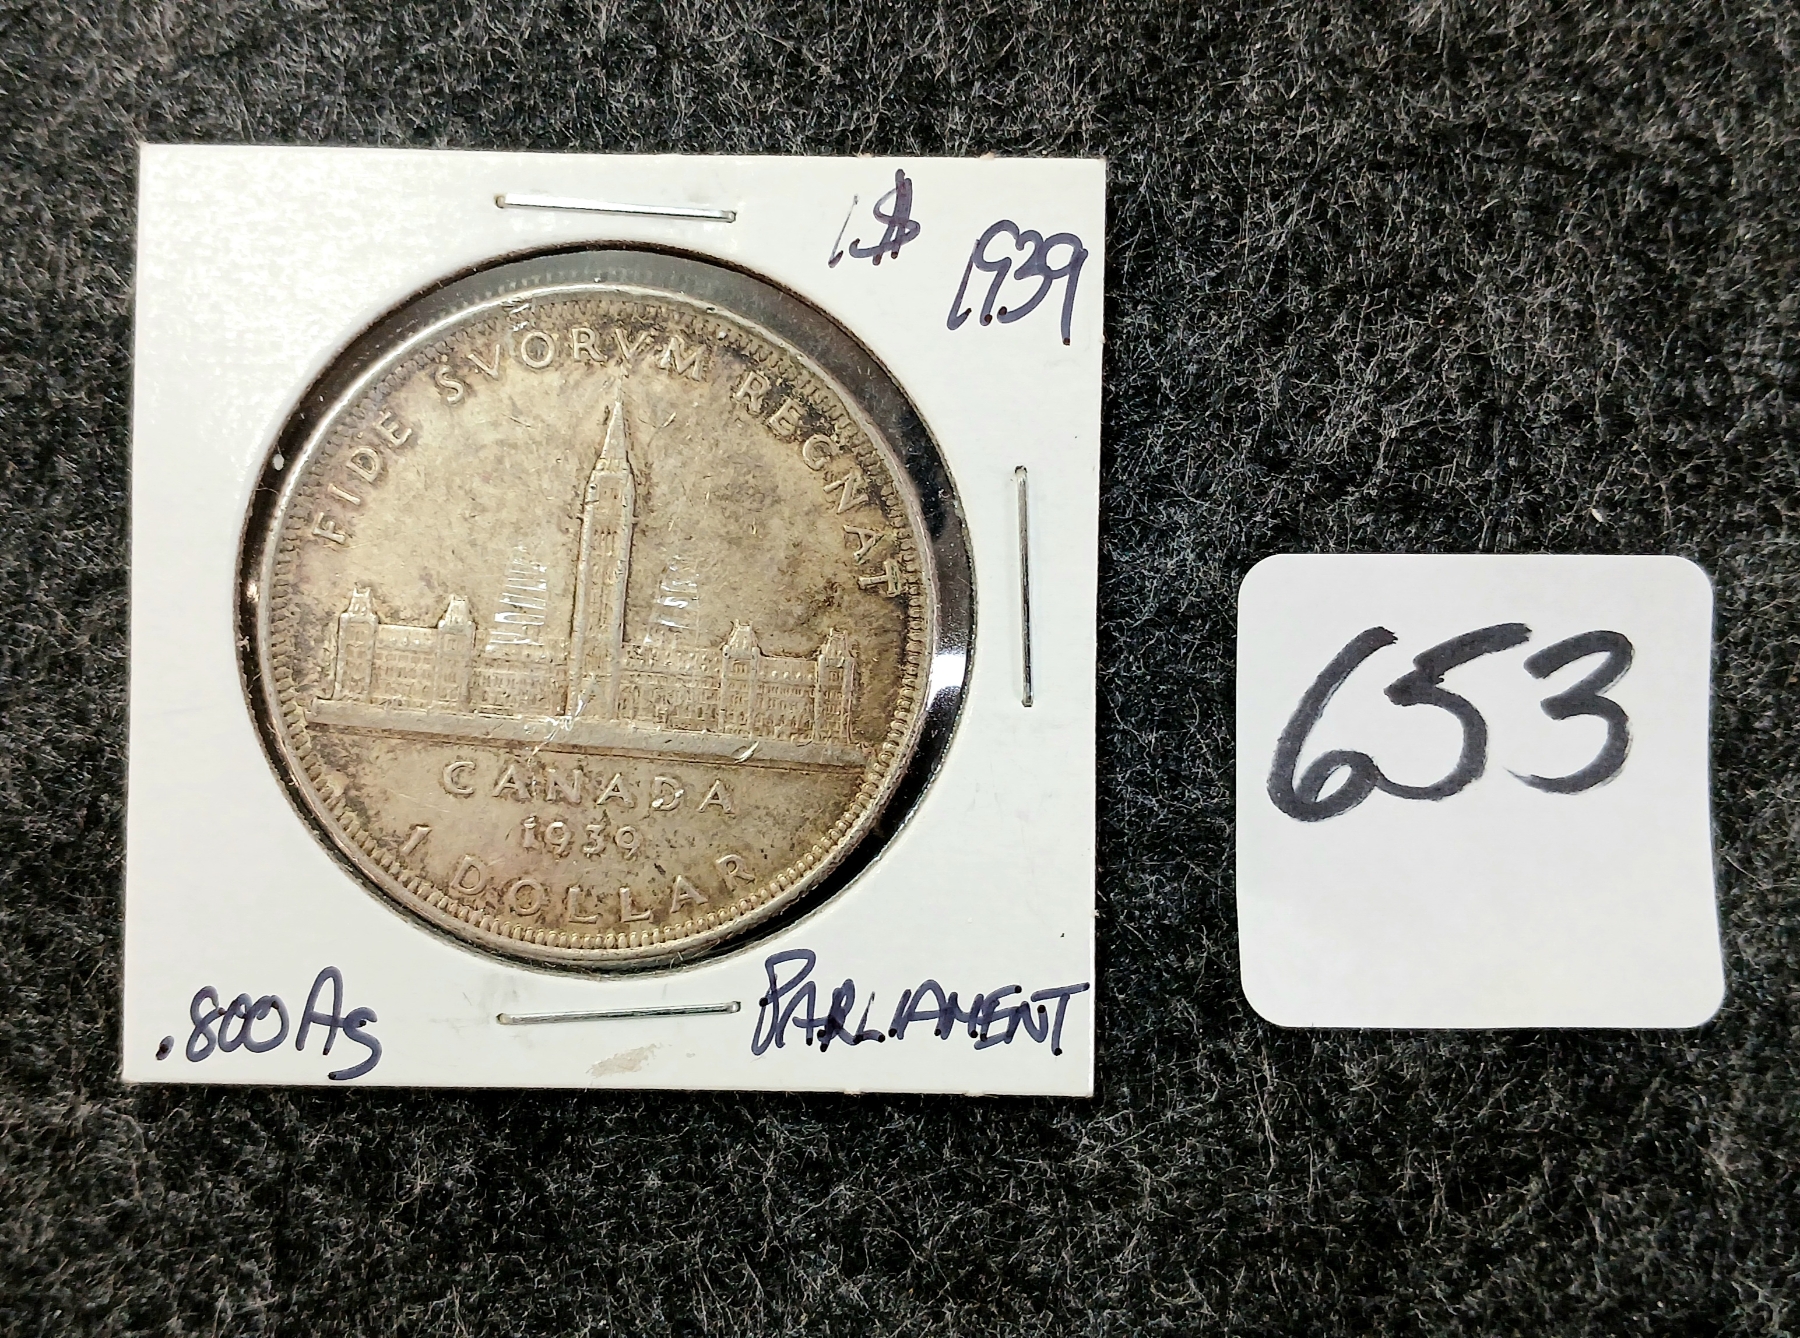 1$
1939
FIDE SVORVM REGNAT
CANADA
1939
1 DOLLAR
.800 Ag
PARLIAMENT
653